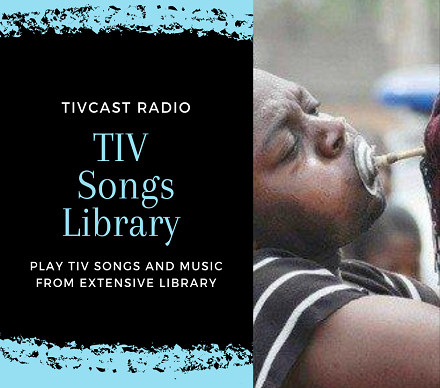 TIVCAST RADIO
TIV
Songs
Library
PLAY TIV SONGS AND MUSIC
FROM EXTENSIVE LIBRARY